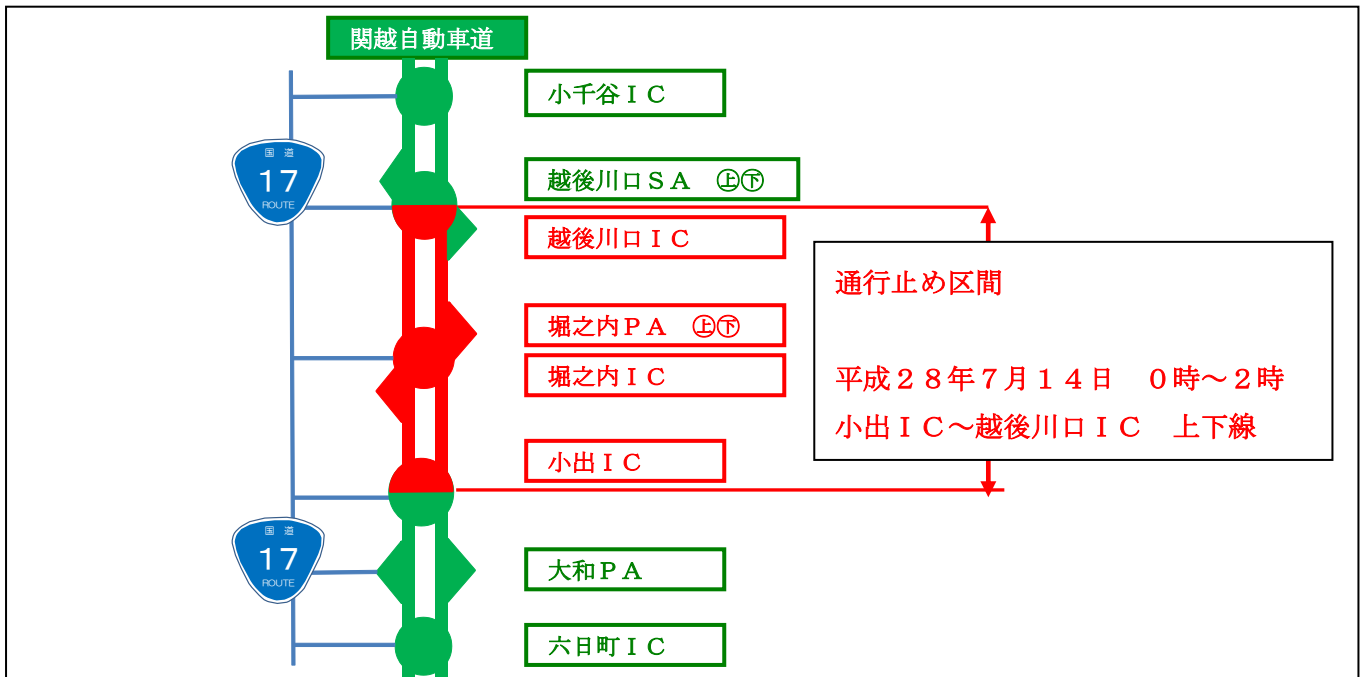 関越自動車道
小千谷ＩＣ
国 道
17
ROUTE
越後川口ＳＡ　㊤㊦
越後川口ＩＣ
通行止め区間
平成２８年７月１４日　０時～２時
小出ＩＣ～越後川口ＩＣ　上下線
堀之内ＰＡ　㊤㊦
堀之内ＩＣ
小出ＩＣ
国 道
17
ROUTE
大和ＰＡ
六日町ＩＣ